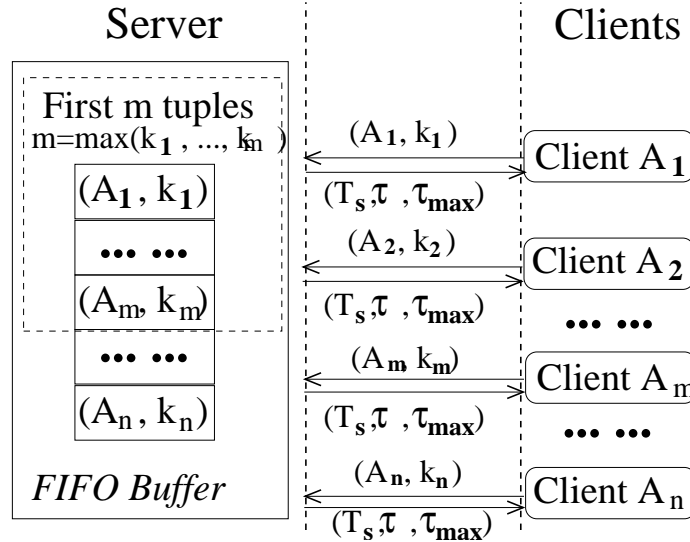 Server
Clients
First m tuples
m=max(k1, ..., km)
(A1, k1)
... ...
(Am, km)
... ...
(An, kn)
FIFO Buffer
(A1, k1)
(Ts, τ, τmax)
(A2, k2)
(Ts, τ, τmax)
(Am, km)
(Ts, τ, τmax)
(An, kn)
(Ts, τ, τmax)
Client A1
Client A2
... ...
Client Am
... ...
Client An